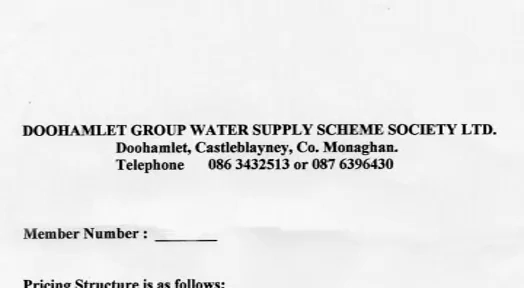 DOOHAMLET GROUP WATER SUPPLY SCHEME SOCIETY LTD.
Doohamlet, Castleblayney, Co. Monaghan.
Telephone 086 3432513 or 087 6396430
Member Number : ______
Pricing Structure is as follows: